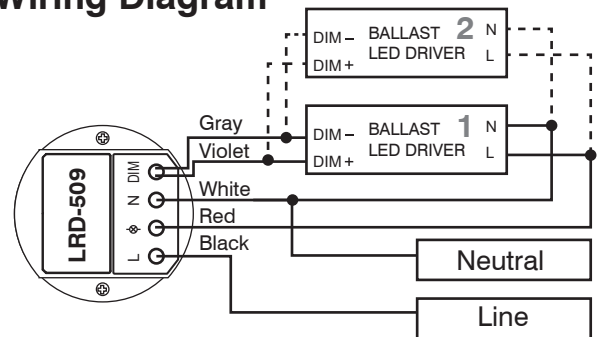 Wiring Diagram
DIM – BALLAST 2 N
DIM + LED DRIVER L
Gray
DIM – BALLAST 1 N
DIM + LED DRIVER L
Violet
White
Red
Black
LRD-509
DIM
N
L
Neutral
Line